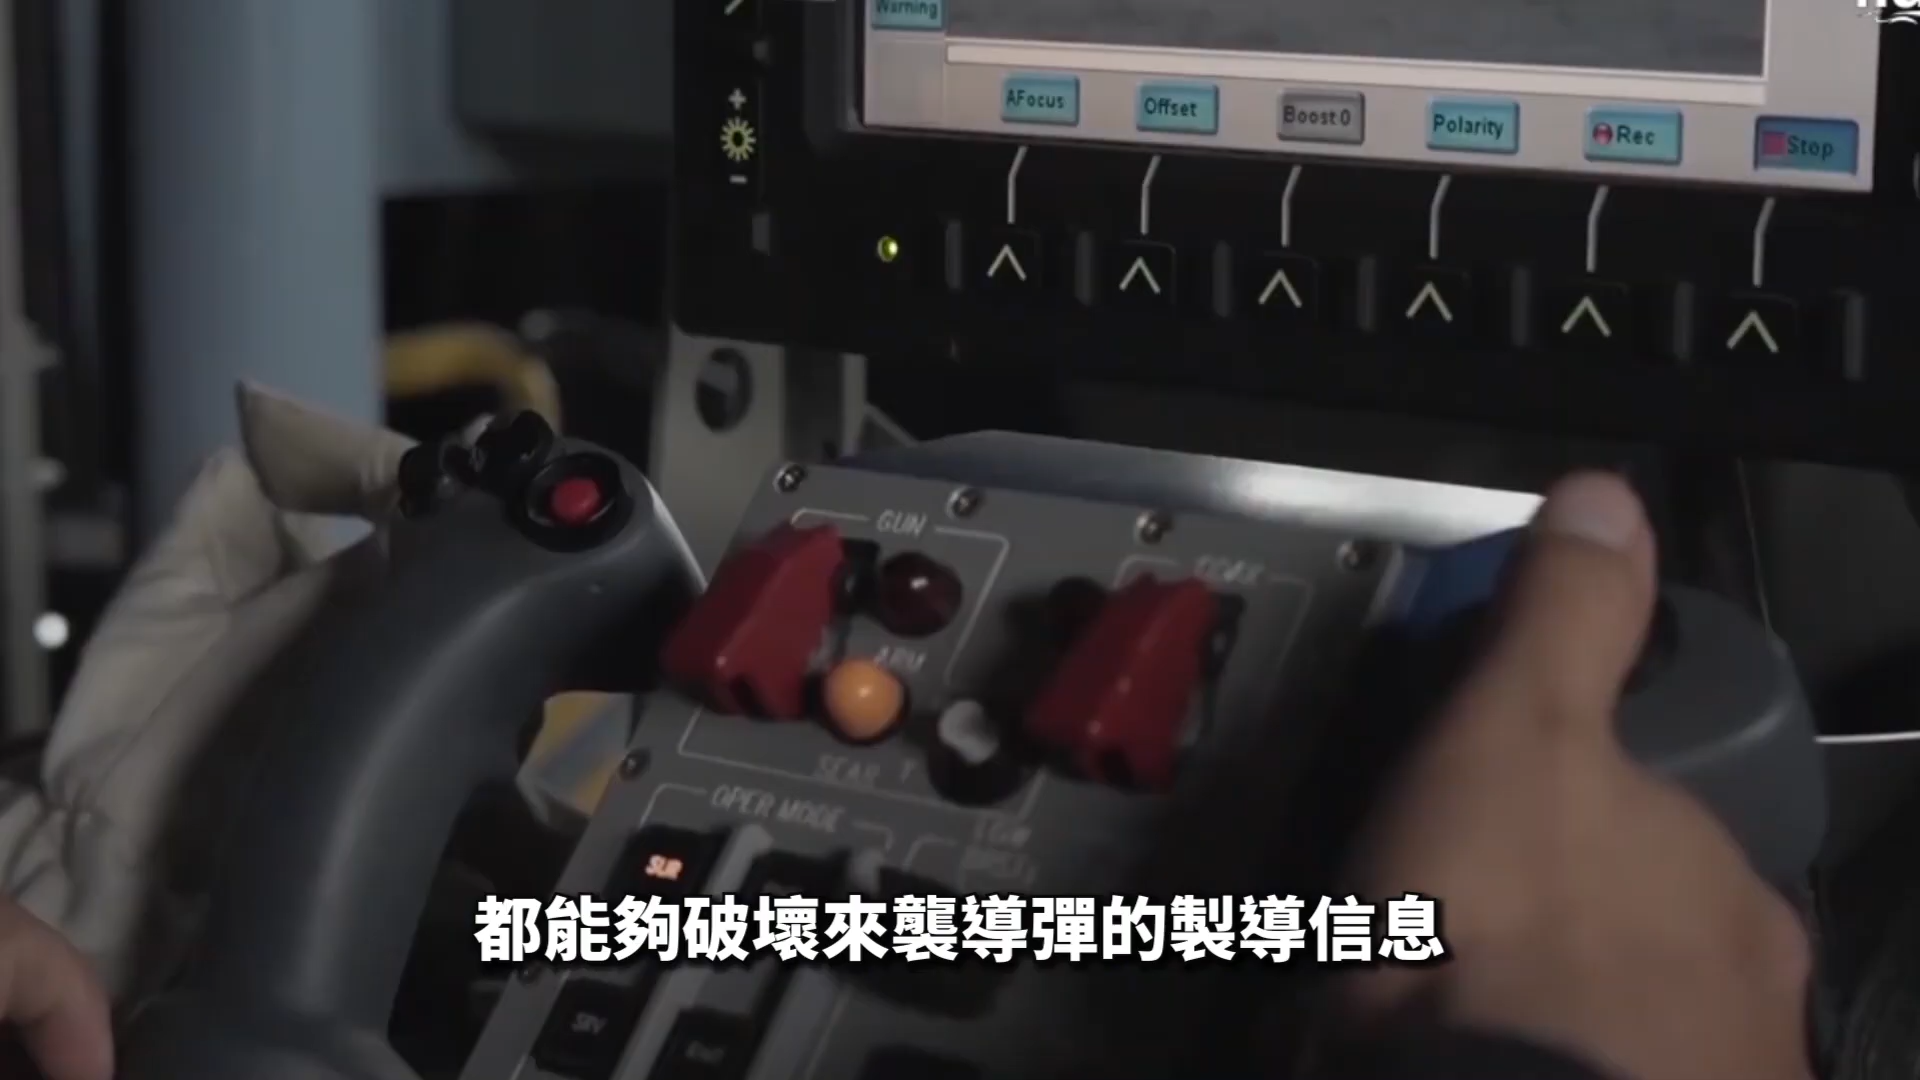 Warning
AFocus
Offset
Boost 0
Polarity
Rec
Stop
GUN
COAX
ARM
OPER MODE
SUR
都能夠破壞來襲導彈的製導信息